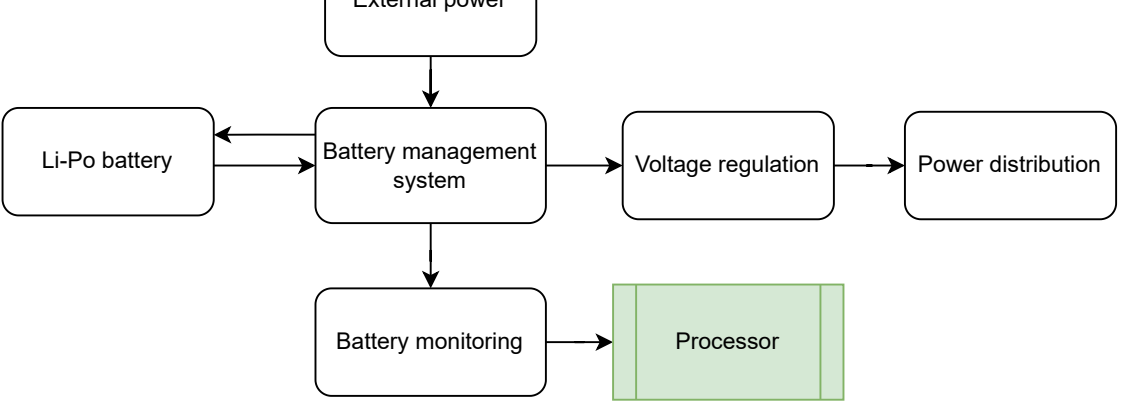 External power
Li-Po battery
Battery management
system
Voltage regulation
Power distribution
Battery monitoring
Processor